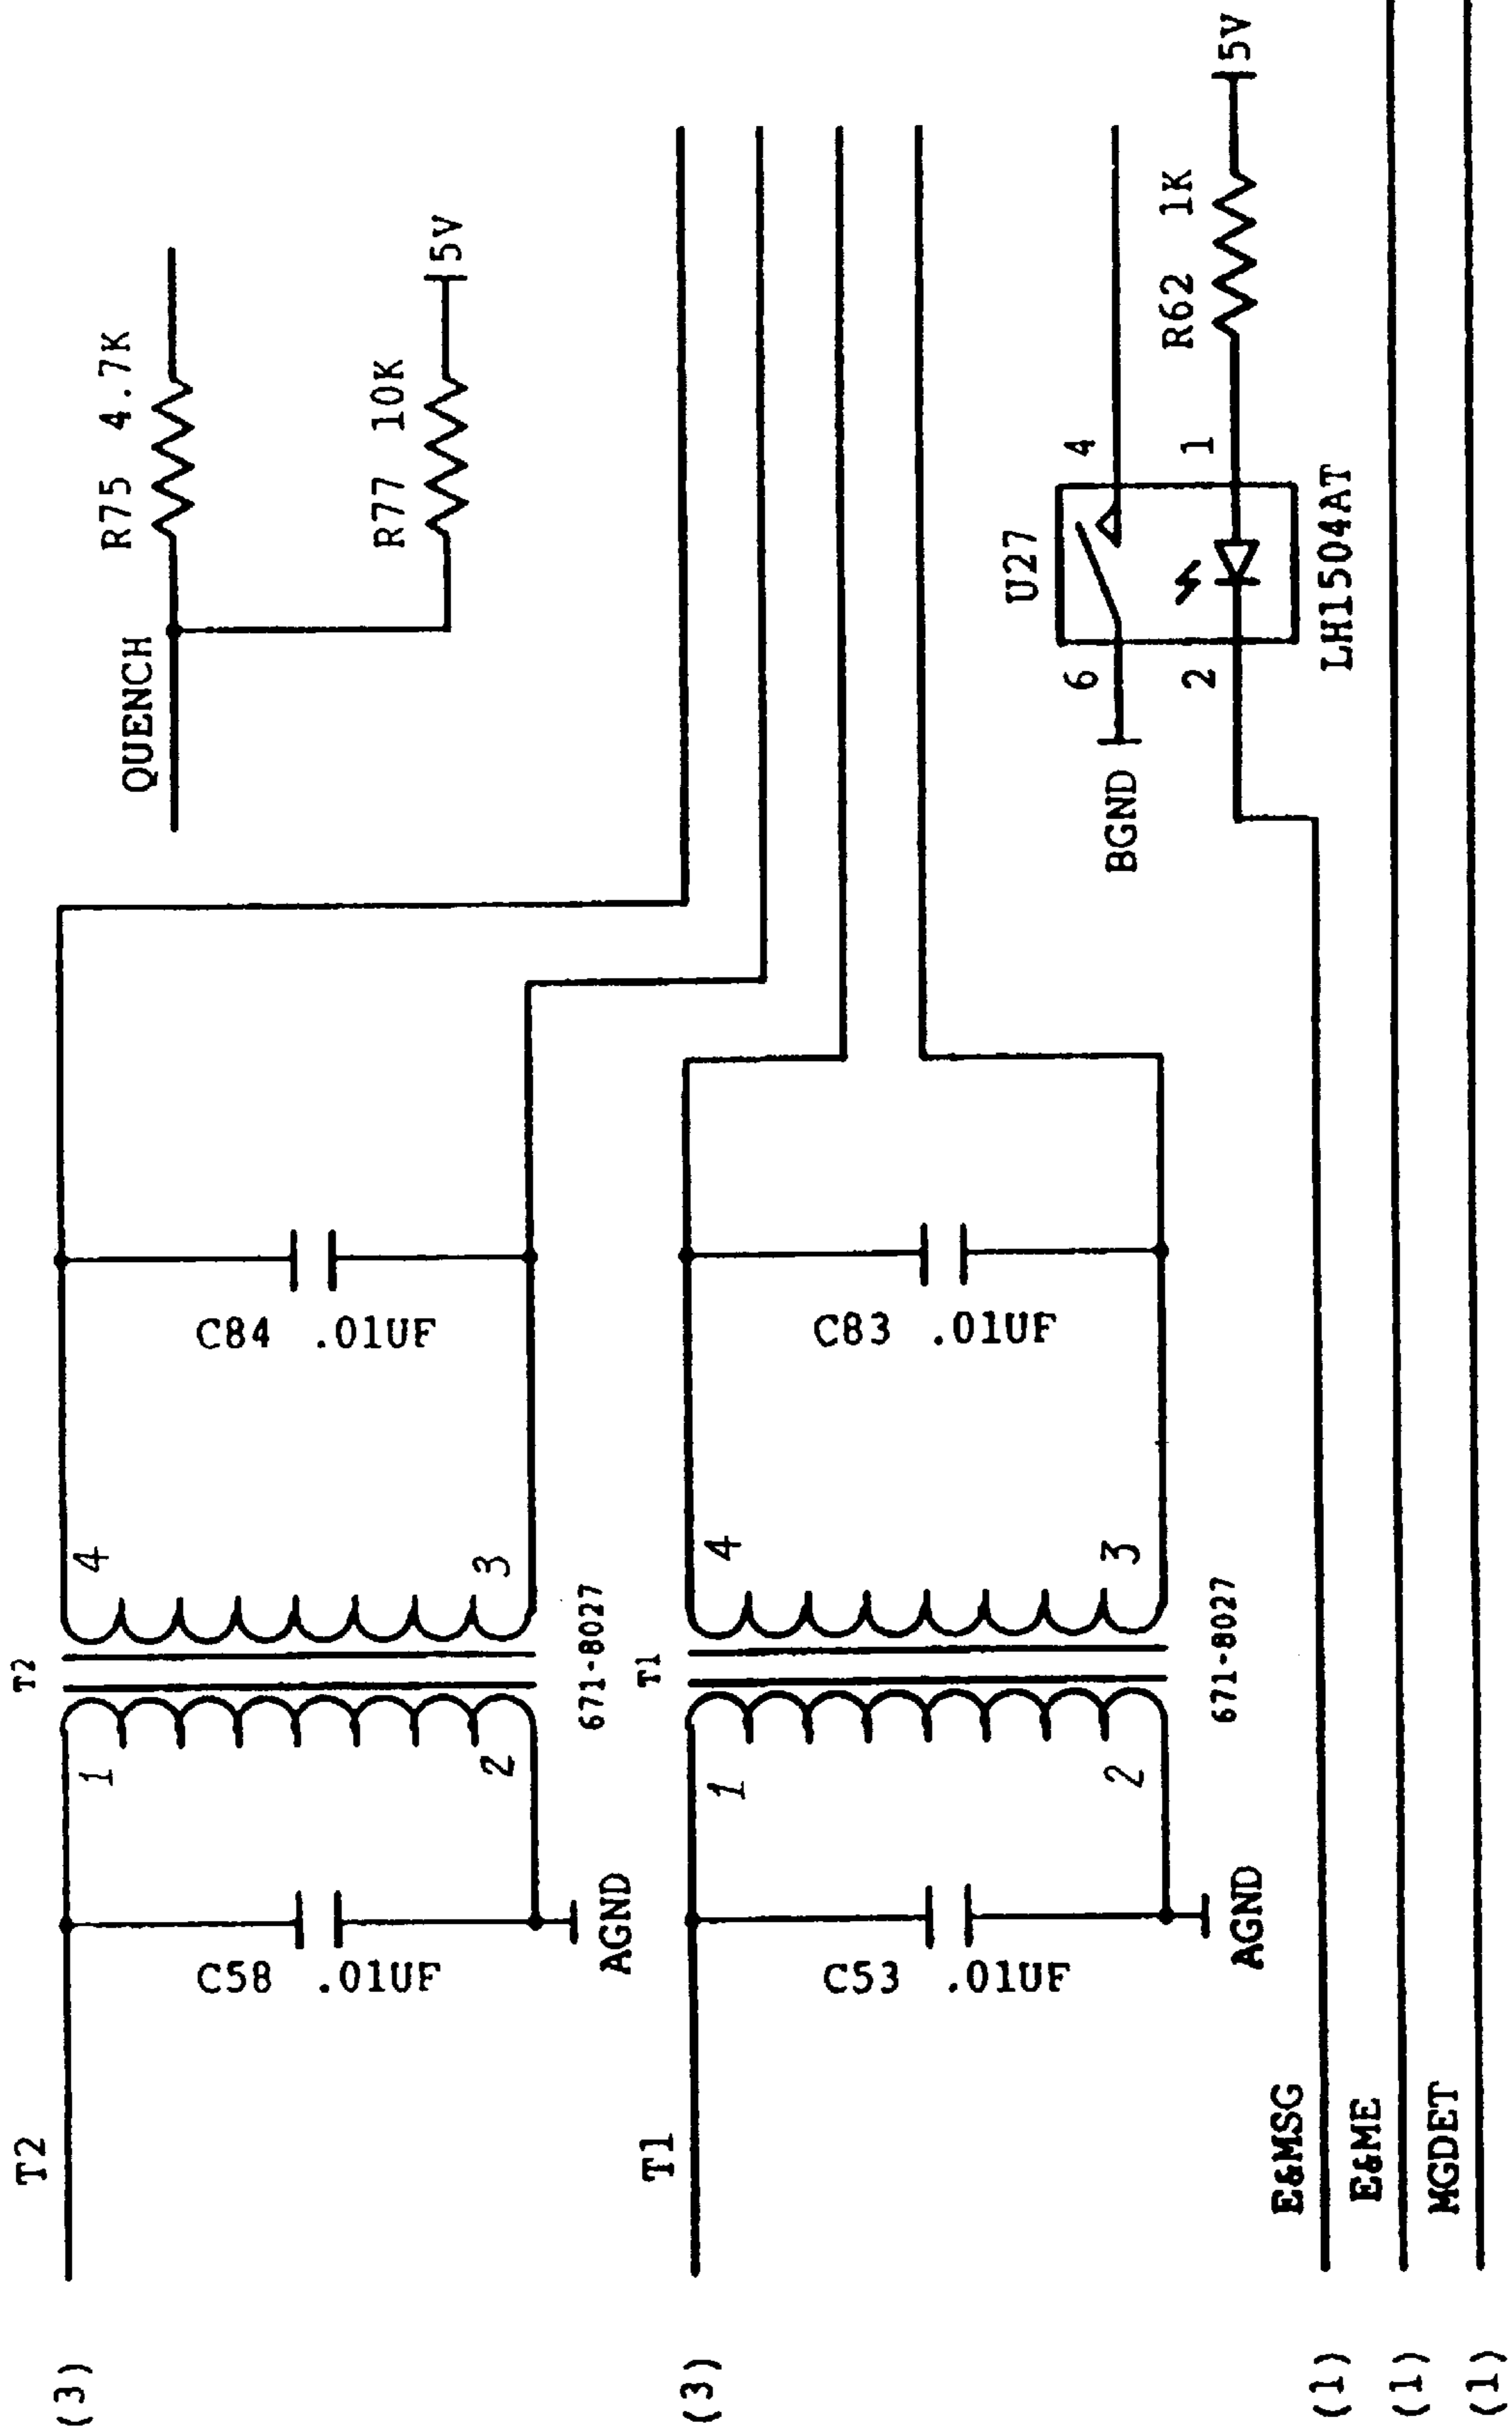 (3)
T2
C58 .01UF
AGND
1
2
T2
4
3
671-8027
C84 .01UF
QUENCH
R75 4.7K
R77 10K
5V
(3)
T1
C53 .01UF
AGND
1
2
T1
4
3
671-8027
C83 .01UF
U27
6
4
BGND
2
1
LH1504AT
R62 1K
5V
(1)
E&MSG
(1)
E&ME
(1)
MGDET